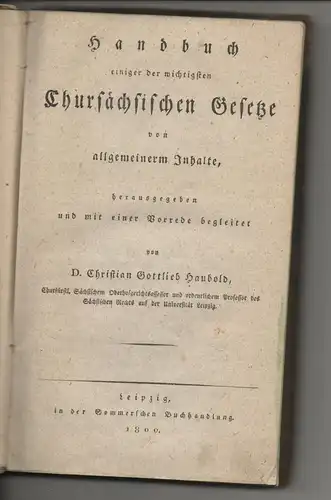 Handbuch
einiger der wichtigsten
Chursächsischen Gesetze
von
allgemeinerm Inhalte,
herausgegeben
und mit einer Vorrede begleitet
von
D. Christian Gottlieb Haubold,
Churfürstl. Sächsischem Oberhofgerichtsassessor und ordentlichem Professor des
Sächsischen Rechts auf der Universität Leipzig.
Leipzig,
in der Sommerschen Buchhandlung.
1800.